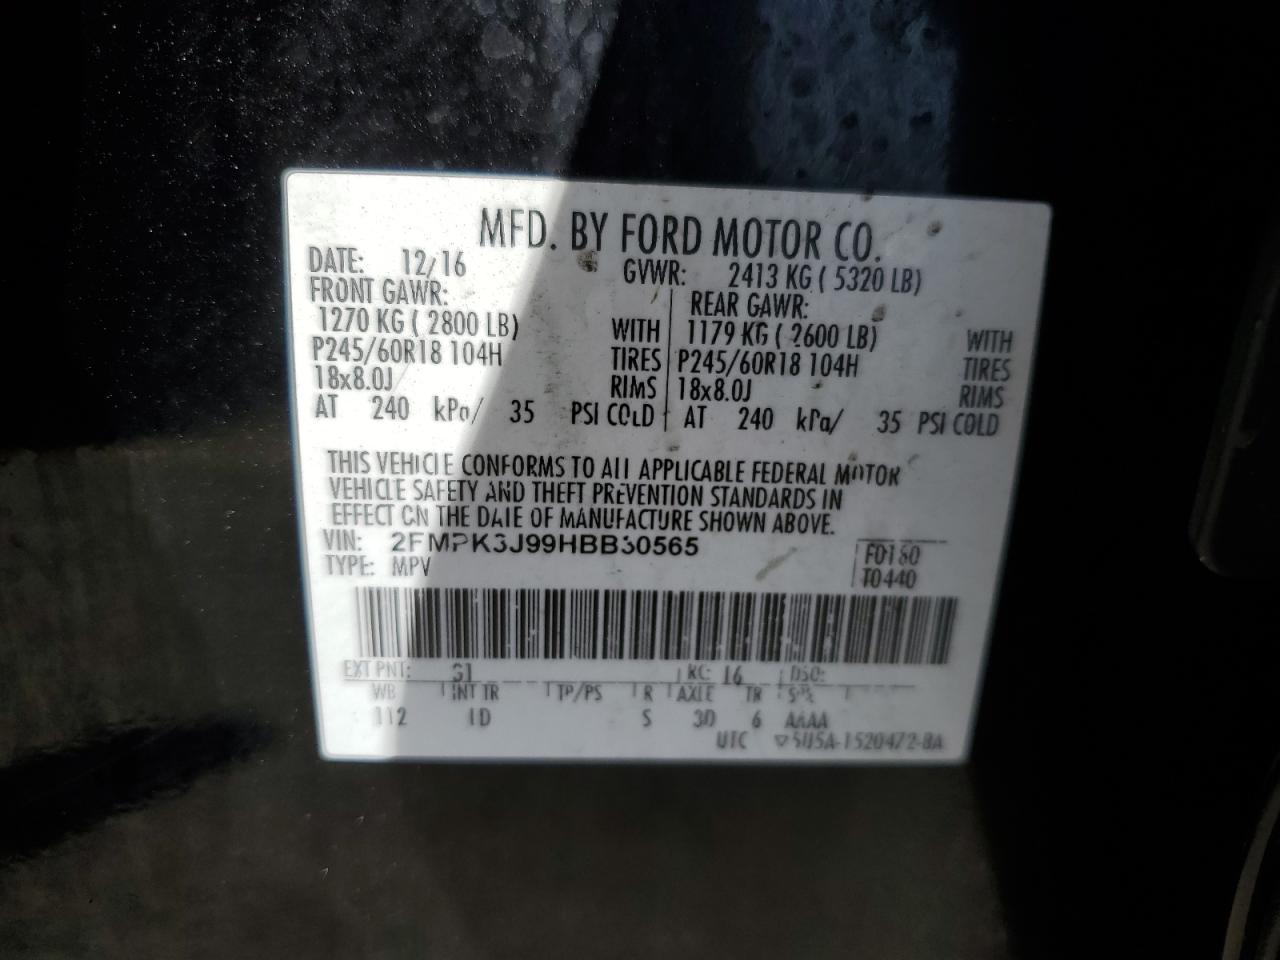 MFD. BY FORD MOTOR CO.
DATE: 12/16 GVWR: 2413 KG ( 5320 LB)
FRONT GAWR: REAR GAWR:
1270 KG ( 2800 LB) WITH 1179 KG ( 2600 LB) WITH
P245/60R18 104H TIRES P245/60R18 104H TIRES
18x8.0J RIMS 18x8.0J RIMS
AT 240 kPa/ 35 PSI COLD AT 240 kPa/ 35 PSI COLD
THIS VEHICLE CONFORMS TO ALL APPLICABLE FEDERAL MOTOR
VEHICLE SAFETY AND THEFT PREVENTION STANDARDS IN
EFFECT ON THE DATE OF MANUFACTURE SHOWN ABOVE.
VIN: 2FMPK3J99HBB30565
TYPE: MPV
T0440
EXT PNT: G1 RC: 16 DSO:
WB INT TR TP/PS R AXLE TR SPR
112 ID S 30 6 AAAA
UTC ▽5U5A-1520472-BA